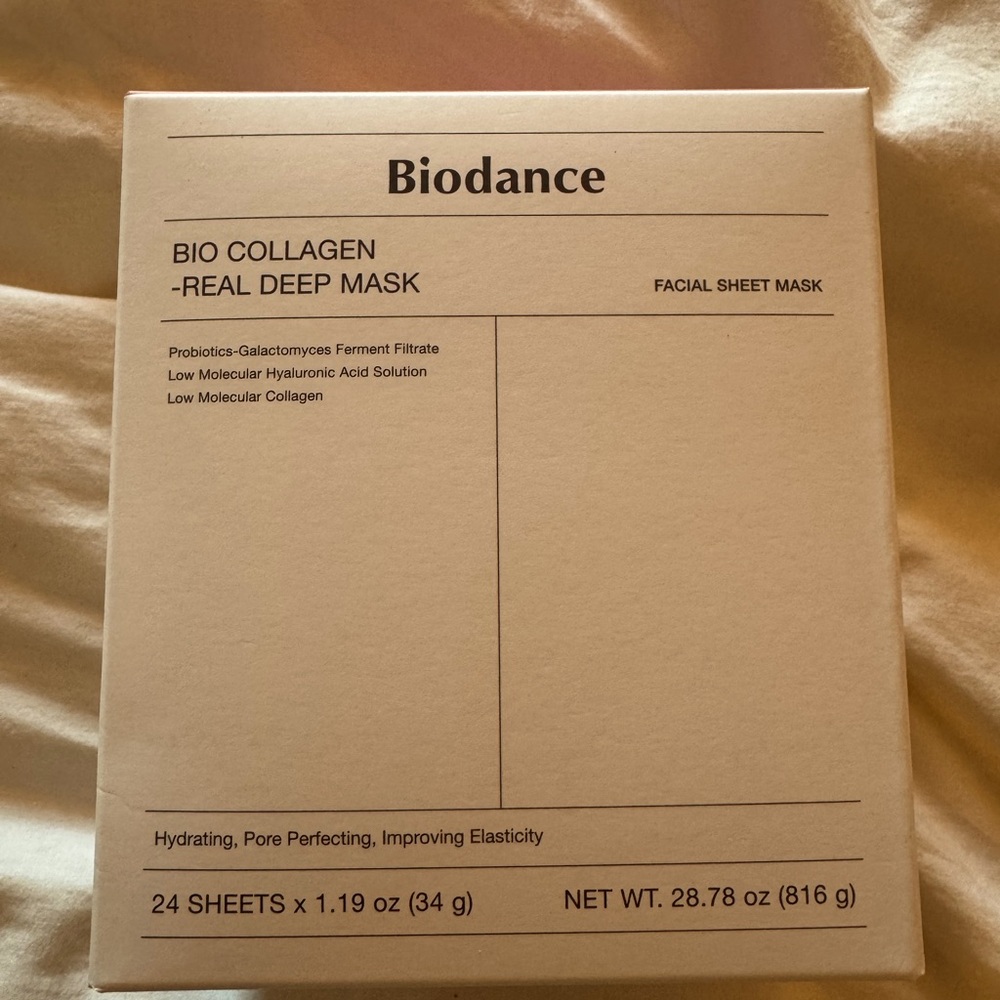 Biodance
BIO COLLAGEN
-REAL DEEP MASK
FACIAL SHEET MASK
Probiotics-Galactomyces Ferment Filtrate
Low Molecular Hyaluronic Acid Solution
Low Molecular Collagen
Hydrating, Pore Perfecting, Improving Elasticity
24 SHEETS x 1.19 oz (34 g)
NET WT. 28.78 oz (816 g)